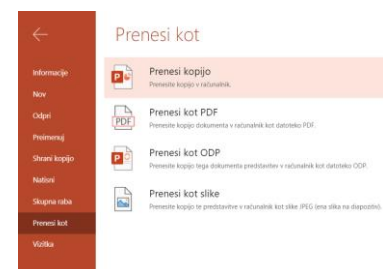 Prenesi kot
Informacije
Nov
Odpri
Preimenuj
Shrani kopijo
Natisni
Skupna raba
Prenesi kot
Vizitka
P
Prenesi kopijo
Prenesite kopijo v računalnik.
PDF
Prenesi kot PDF
Prenesite kopijo dokumenta v računalnik kot datoteko PDF.
P
Prenesi kot ODP
Prenesite kopijo tega dokumenta predstavitev v računalnik kot datoteko ODP.
Prenesi kot slike
Prenesite kopijo te predstavitve v računalnik kot slike JPEG (ena slika na diapozitiv).